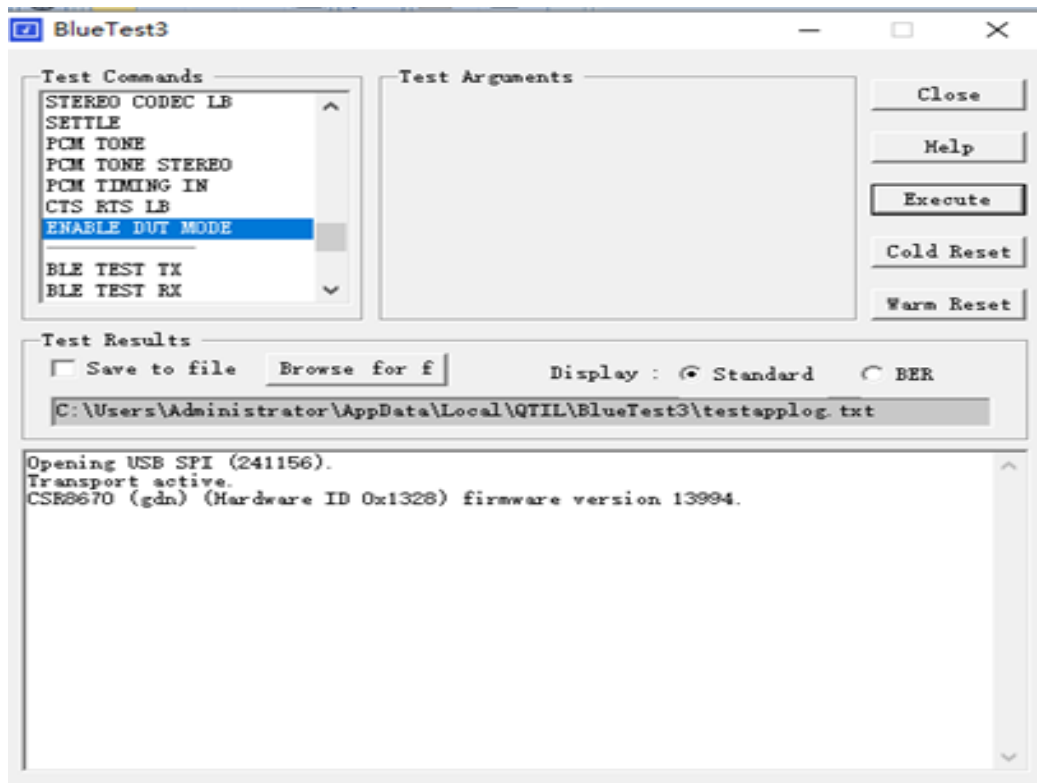 BlueTest3
Test Commands
STEREO CODEC LB
SETTLE
PCM TONE
PCM TONE STEREO
PCM TIMING IN
CTS RTS LB
ENABLE DUT MODE
BLE TEST TX
BLE TEST RX
Test Arguments
Close
Help
Execute
Cold Reset
Warm Reset
Test Results
Save to file
Browse for f
Display :
Standard
BER
C:\Users\Administrator\AppData\Local\QTIL\BlueTest3\testapplog.txt
Opening USB SPI (241156).
Transport active.
CSR8670 (gdn) (Hardware ID 0x1328) firmware version 13994.